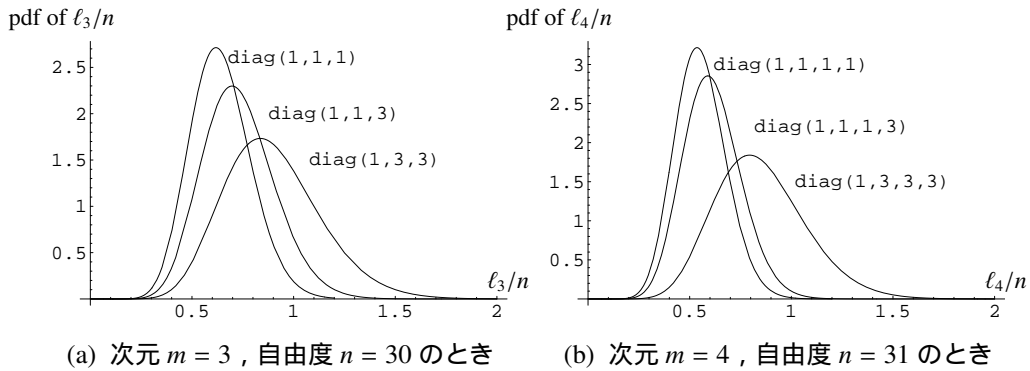 pdf of ℓ₃/n
2.5
2
1.5
1
0.5
diag(1,1,1)
diag(1,1,3)
diag(1,3,3)
0.5
1
1.5
2
ℓ₃/n
(a) 次元 m = 3 , 自由度 n = 30 のとき
pdf of ℓ₄/n
3
2.5
2
1.5
1
0.5
diag(1,1,1,1)
diag(1,1,1,3)
diag(1,3,3,3)
0.5
1
1.5
2
ℓ₄/n
(b) 次元 m = 4 , 自由度 n = 31 のとき